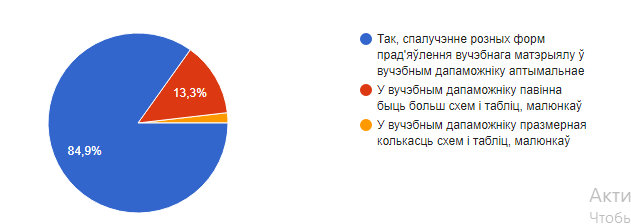 Так, спалучэнне розных форм
прад'яўлення вучэбнага матэрыялу ў
вучэбным дапаможніку аптымальнае
У вучэбным дапаможніку павінна
быць больш схем і табліц, малюнкаў
У вучэбным дапаможніку празмерная
колькасць схем і табліц, малюнкаў
13,3%
84,9%
Акти
Чтобь